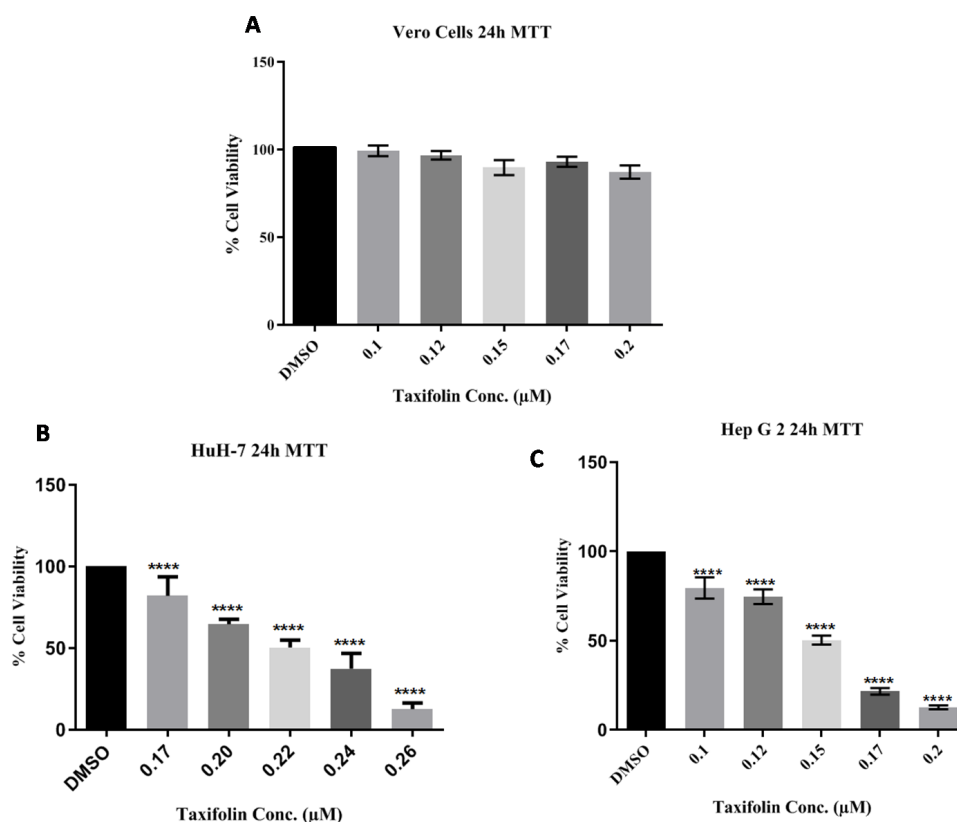 A
Vero Cells 24h MTT
150
100
50
0
% Cell Viability
DMSO
0.1
0.12
0.15
0.17
0.2
Taxifolin Conc. (µM)
B
HuH-7 24h MTT
150
100
50
0
% Cell Viability
****
****
****
****
****
DMSO
0.17
0.20
0.22
0.24
0.26
Taxifolin Conc. (µM)
C
Hep G 2 24h MTT
150
100
50
0
% Cell Viability
****
****
****
****
****
DMSO
0.1
0.12
0.15
0.17
0.2
Taxifolin Conc. (µM)